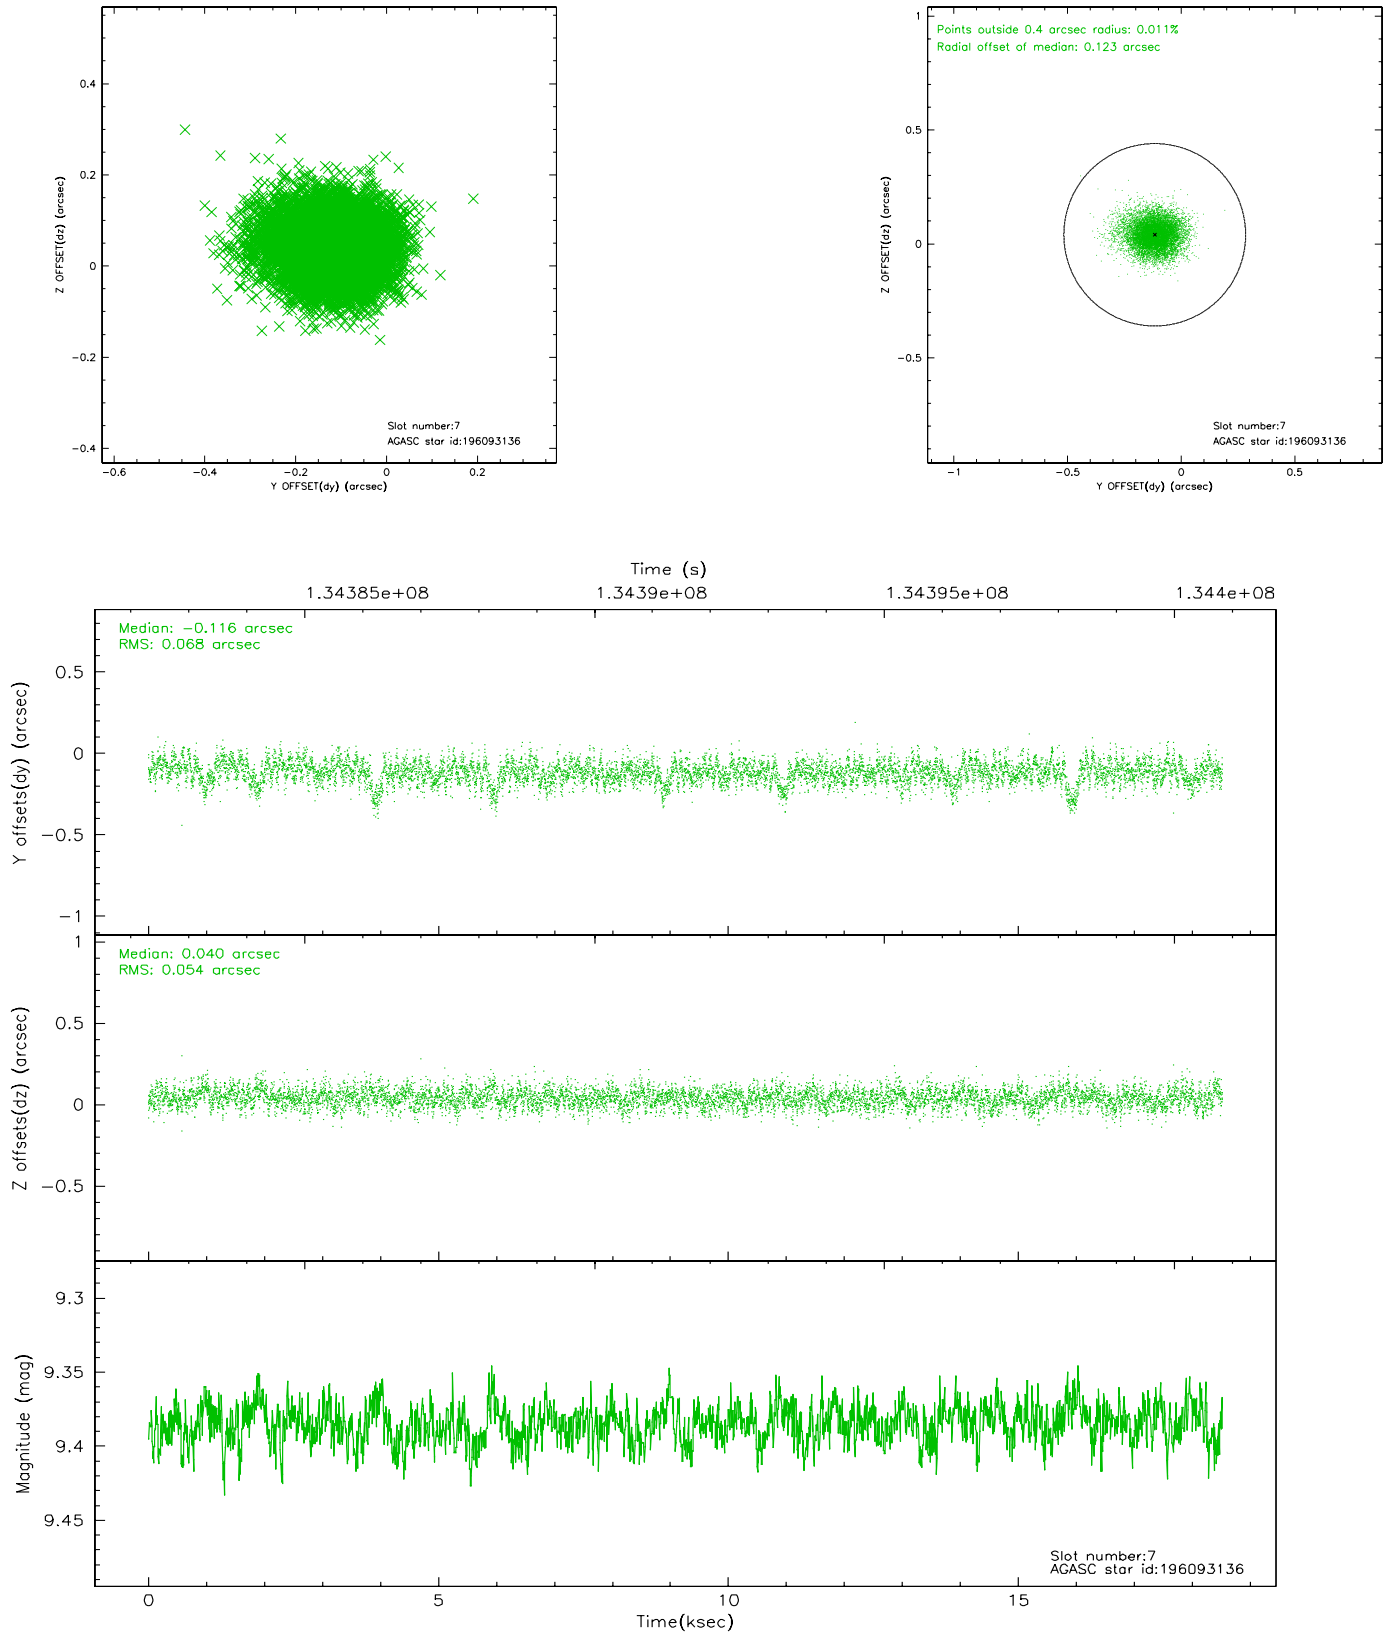 0.4
0.2
0
−0.2
−0.4
Z OFFSET(dz) (arcsec)
Slot number:7
AGASC star id:196093136
−0.6 −0.4 −0.2 0 0.2
Y OFFSET(dy) (arcsec)
Points outside 0.4 arcsec radius: 0.011%
Radial offset of median: 0.123 arcsec
1
0.5
0
−0.5
Z OFFSET(dz) (arcsec)
Slot number:7
AGASC star id:196093136
−1 −0.5 0 0.5
Y OFFSET(dy) (arcsec)
Time (s)
1.34385e+08 1.3439e+08 1.34395e+08 1.344e+08
Median: −0.116 arcsec
RMS: 0.068 arcsec
0.5
0
−0.5
−1
Y offsets(dy) (arcsec)
Median: 0.040 arcsec
RMS: 0.054 arcsec
1
0.5
0
−0.5
Z offsets(dz) (arcsec)
9.3
9.35
9.4
9.45
Magnitude (mag)
Slot number:7
AGASC star id:196093136
0 5 10 15
Time(ksec)